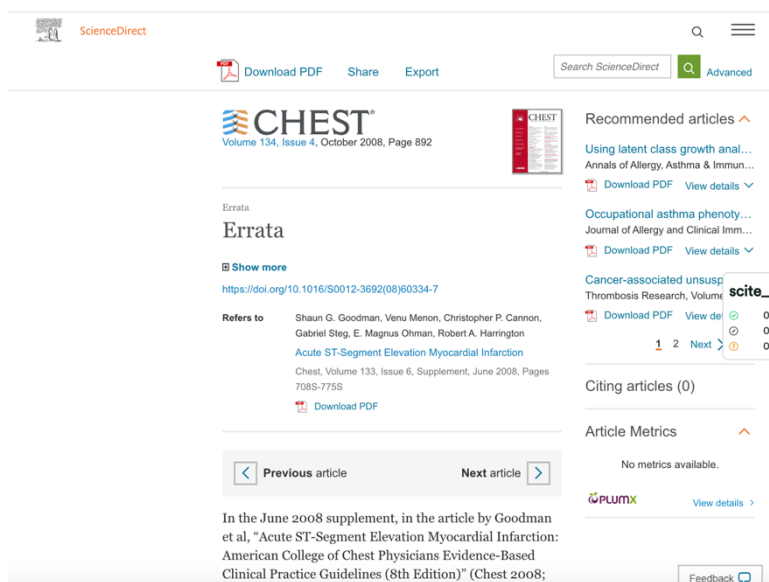 ScienceDirect
Download PDF
Share
Export
Search ScienceDirect
Advanced
CHEST
Volume 134, Issue 4, October 2008, Page 892
CHEST
Errata
Errata
Show more
https://doi.org/10.1016/S0012-3692(08)60334-7
Refers to
Shaun G. Goodman, Venu Menon, Christopher P. Cannon,
Gabriel Steg, E. Magnus Ohman, Robert A. Harrington
Acute ST-Segment Elevation Myocardial Infarction
Chest, Volume 133, Issue 6, Supplement, June 2008, Pages
708S-775S
Download PDF
Previous article
Next article
In the June 2008 supplement, in the article by Goodman
et al, “Acute ST-Segment Elevation Myocardial Infarction:
American College of Chest Physicians Evidence-Based
Clinical Practice Guidelines (8th Edition)” (Chest 2008;
Recommended articles
Using latent class growth anal...
Annals of Allergy, Asthma & Immun...
Download PDF View details
Occupational asthma phenoty...
Journal of Allergy and Clinical Imm...
Download PDF View details
Cancer-associated unsusp
Thrombosis Research, Volume
Download PDF View de
1 2 Next
scite_
0
0
0
Citing articles (0)
Article Metrics
No metrics available.
PLUMX
View details
Feedback